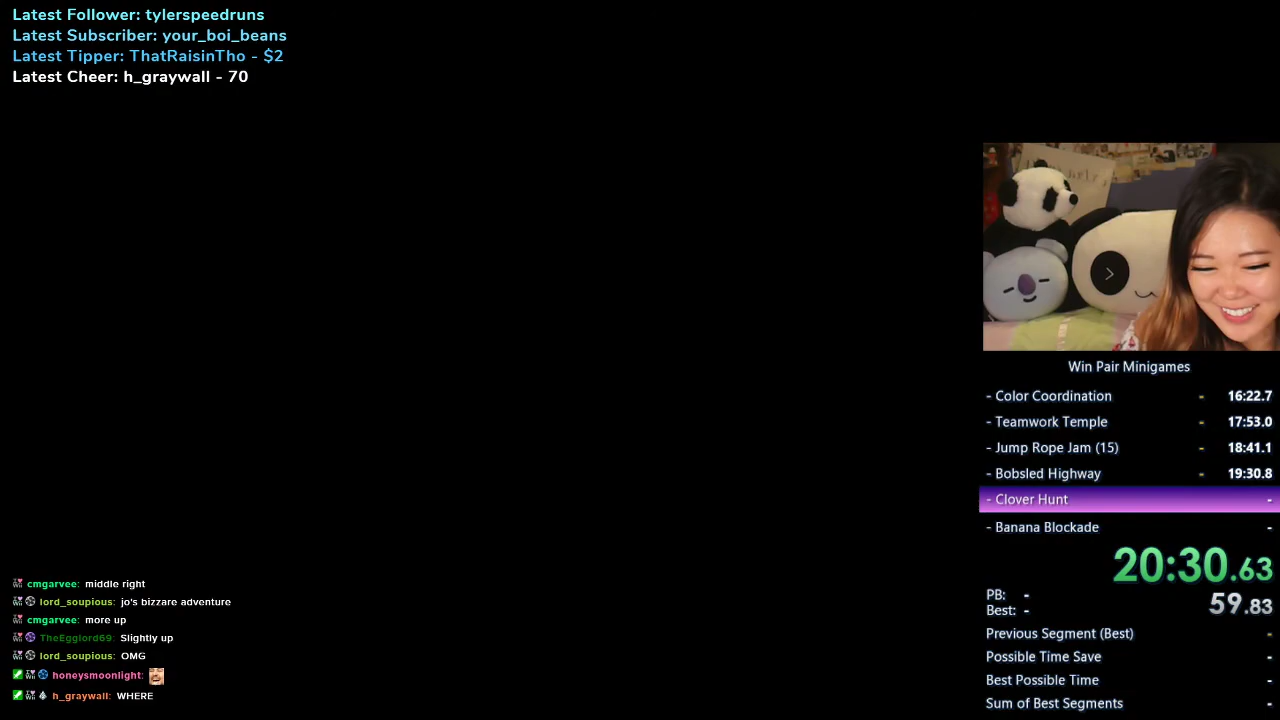 Latest Follower: tylerspeedruns
Latest Subscriber: your_boi_beans
Latest Tipper: ThatRaisinTho - $2
Latest Cheer: h_graywall - 70
Win Pair Minigames
- Color Coordination - 16:22.7
- Teamwork Temple - 17:53.0
- Jump Rope Jam (15) - 18:41.1
- Bobsled Highway - 19:30.8
- Clover Hunt -
- Banana Blockade -
20:30.63
PB: -
Best: -
59.83
Previous Segment (Best) -
Possible Time Save -
Best Possible Time -
Sum of Best Segments -
cmgarvee: middle right
lord_soupious: jo's bizzare adventure
cmgarvee: more up
TheEgglord69: Slightly up
lord_soupious: OMG
honeysmoonlight:
h_graywall: WHERE